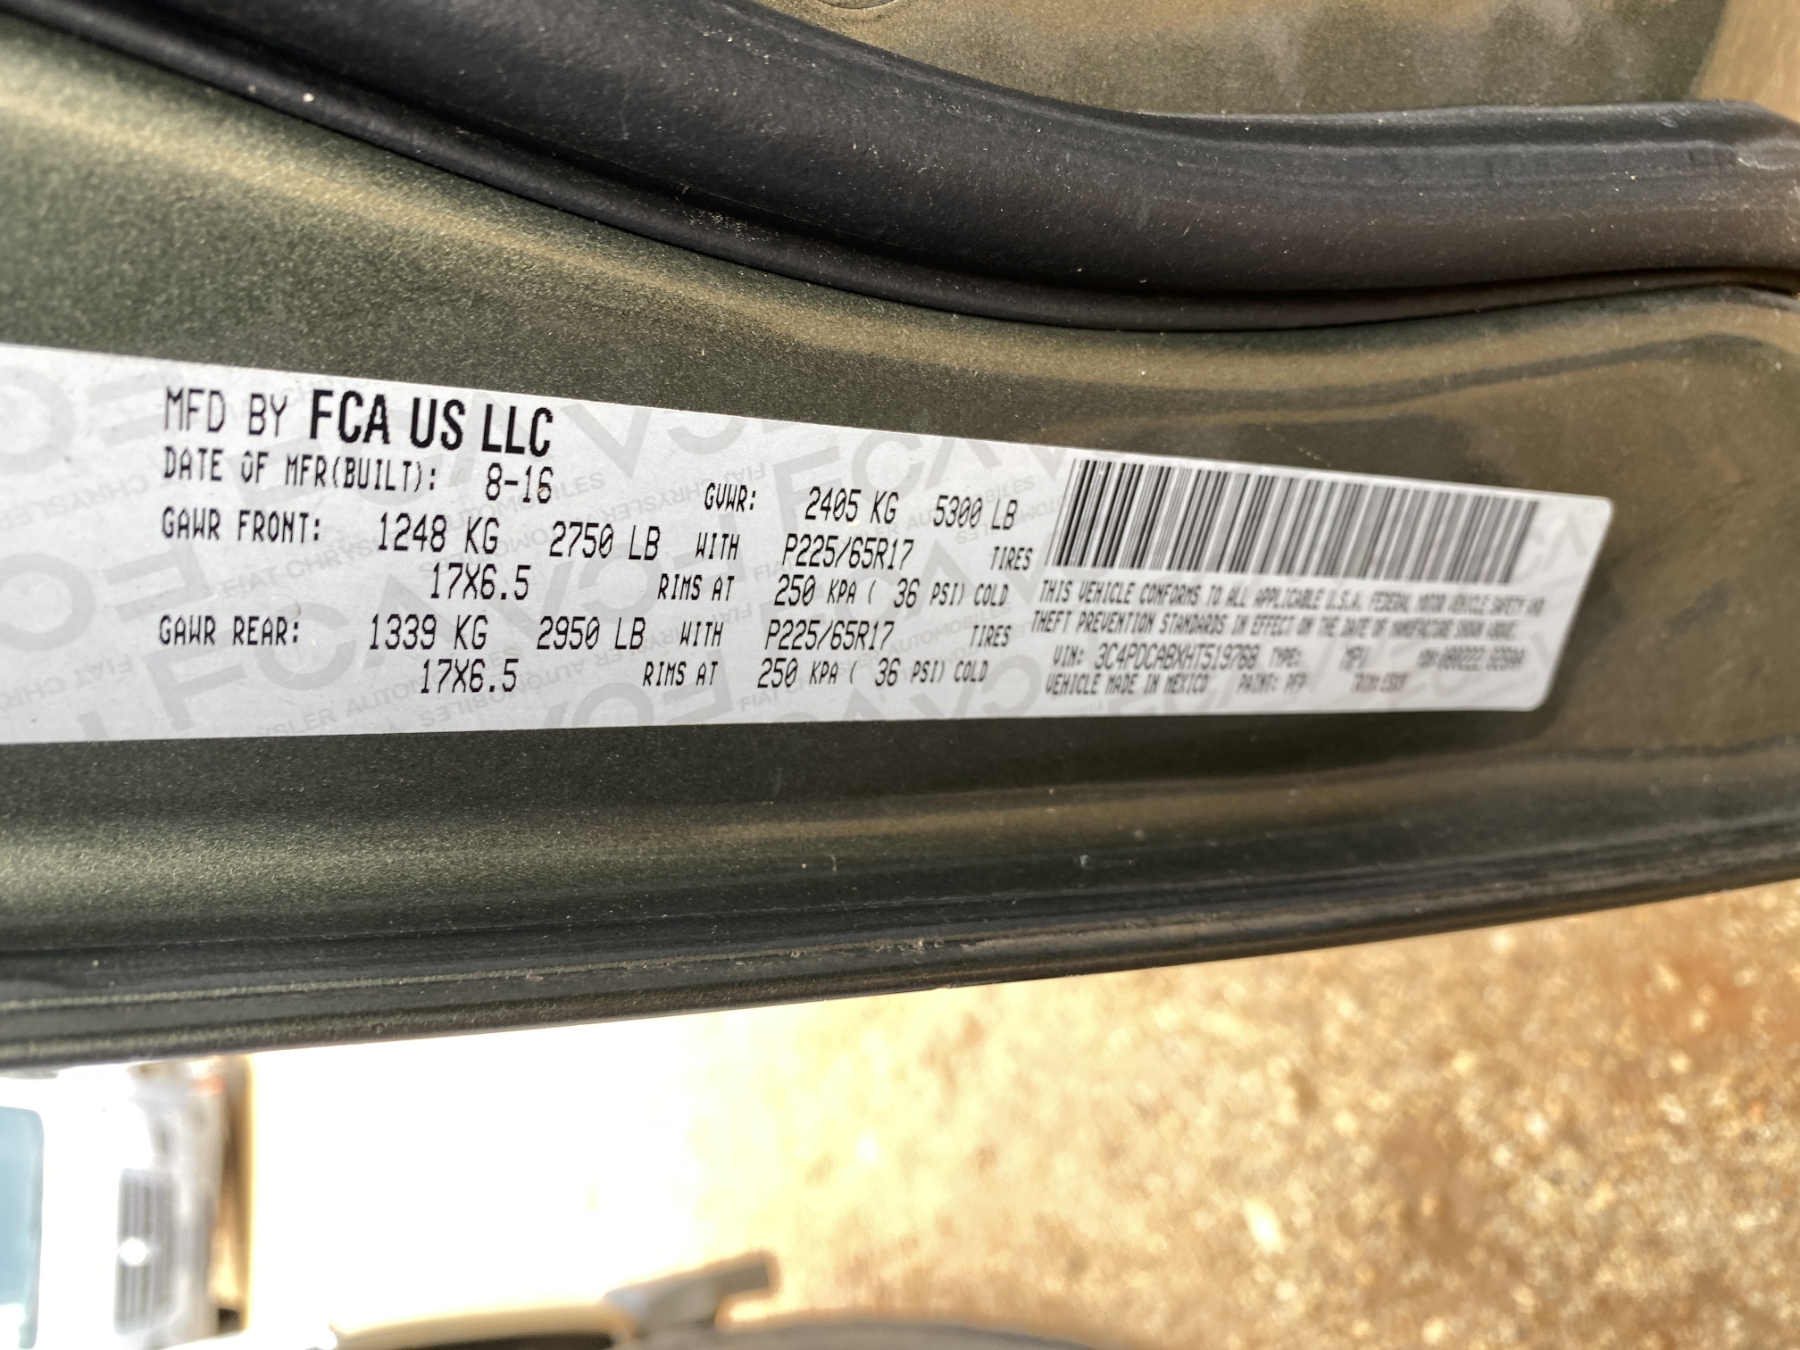 MFD BY FCA US LLC
DATE OF MFR(BUILT): 8-16 GVWR: 2405 KG 5300 LB
GAWR FRONT: 1248 KG 2750 LB WITH P225/65R17 TIRES
17X6.5 RIMS AT 250 KPA ( 36 PSI) COLD
GAWR REAR: 1339 KG 2950 LB WITH P225/65R17 TIRES
17X6.5 RIMS AT 250 KPA ( 36 PSI) COLD
THIS VEHICLE CONFORMS TO ALL APPLICABLE U.S.A. FEDERAL MOTOR VEHICLE SAFETY AND
THEFT PREVENTION STANDARDS IN EFFECT ON THE DATE OF MANUFACTURE SHOWN ABOVE.
VIN: 3C4PDCABXHT519768 TYPE: MPV
VEHICLE MADE IN MEXICO PAINT: PFP